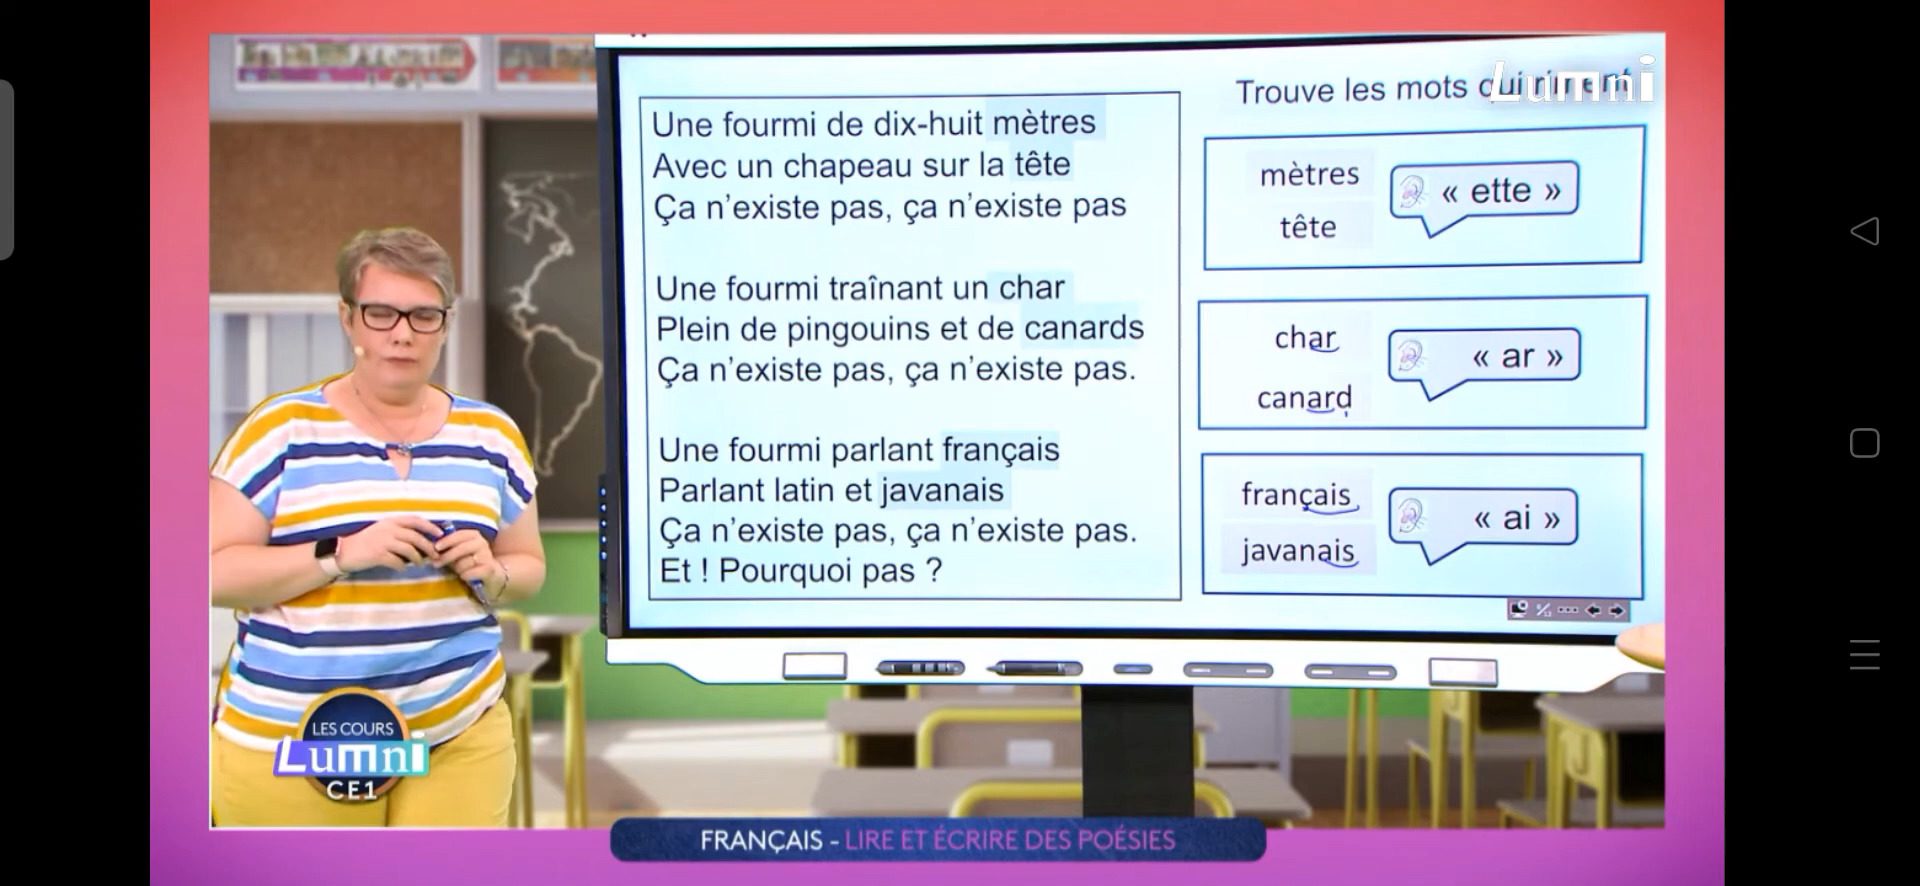 Une fourmi de dix-huit mètres
Avec un chapeau sur la tête
Ça n'existe pas, ça n'existe pas
Une fourmi traînant un char
Plein de pingouins et de canards
Ça n'existe pas, ça n'existe pas.
Une fourmi parlant français
Parlant latin et javanais
Ça n'existe pas, ça n'existe pas.
Et ! Pourquoi pas ?
Trouve les mots qui riment
Lumni
mètres
« ette »
tête
char
« ar »
canard
français
« ai »
javanais
LES COURS
Lumni
CE1
FRANÇAIS - LIRE ET ÉCRIRE DES POÉSIES